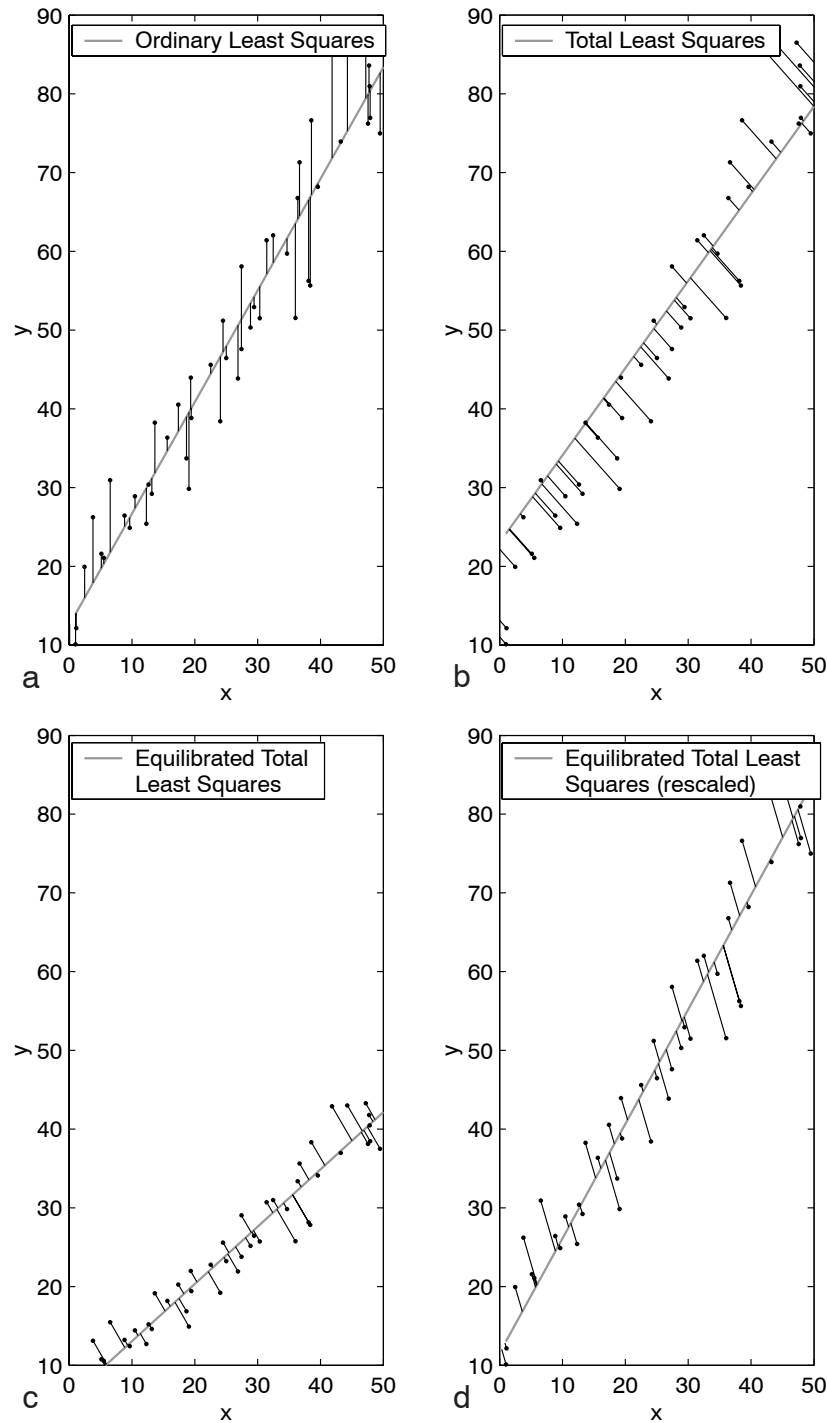 Ordinary Least Squares
90
80
70
60
50
40
30
20
10
0 10 20 30 40 50
y
x
a
Total Least Squares
90
80
70
60
50
40
30
20
10
0 10 20 30 40 50
y
x
b
Equilibrated Total
Least Squares
90
80
70
60
50
40
30
20
10
0 10 20 30 40 50
y
x
c
Equilibrated Total Least
Squares (rescaled)
90
80
70
60
50
40
30
20
10
0 10 20 30 40 50
y
x
d